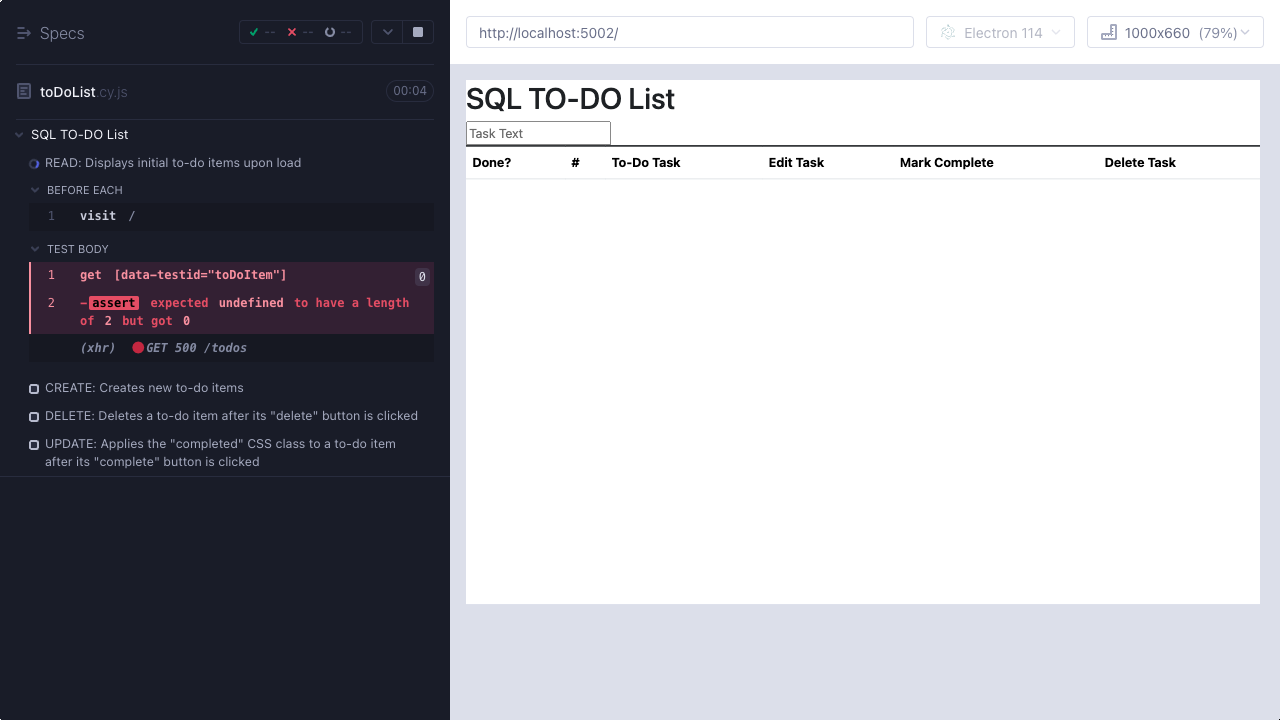 Specs
-- -- --
toDoList.cy.js
00:04
SQL TO-DO List
READ: Displays initial to-do items upon load
BEFORE EACH
1 visit /
TEST BODY
1 get [data-testid="toDoItem"] 0
2 -assert expected undefined to have a length
of 2 but got 0
(xhr) GET 500 /todos
CREATE: Creates new to-do items
DELETE: Deletes a to-do item after its "delete" button is clicked
UPDATE: Applies the "completed" CSS class to a to-do item
after its "complete" button is clicked
http://localhost:5002/
Electron 114
1000x660 (79%)
SQL TO-DO List
Task Text
Done? # To-Do Task Edit Task Mark Complete Delete Task